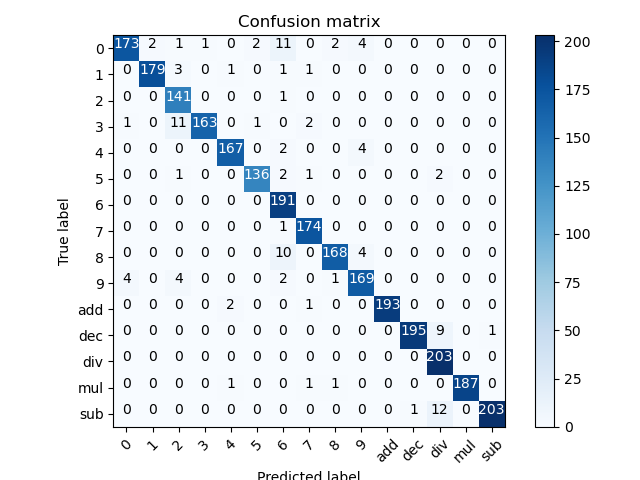 Confusion matrix
0 173 2 1 1 0 2 11 0 2 4 0 0 0 0 0
1 0 179 3 0 1 0 1 1 0 0 0 0 0 0 0
2 0 0 141 0 0 0 1 0 0 0 0 0 0 0 0
3 1 0 11 163 0 1 0 2 0 0 0 0 0 0 0
4 0 0 0 0 167 0 2 0 0 4 0 0 0 0 0
5 0 0 1 0 0 136 2 1 0 0 0 0 2 0 0
6 0 0 0 0 0 0 191 0 0 0 0 0 0 0 0
7 0 0 0 0 0 0 1 174 0 0 0 0 0 0 0
8 0 0 0 0 0 0 10 0 168 4 0 0 0 0 0
9 4 0 4 0 0 0 2 0 1 169 0 0 0 0 0
add 0 0 0 0 2 0 0 1 0 0 193 0 0 0 0
dec 0 0 0 0 0 0 0 0 0 0 0 195 9 0 1
div 0 0 0 0 0 0 0 0 0 0 0 0 203 0 0
mul 0 0 0 0 1 0 0 1 1 0 0 0 0 187 0
sub 0 0 0 0 0 0 0 0 0 0 0 1 12 0 203
0 1 2 3 4 5 6 7 8 9 add dec div mul sub
True label
Predicted label
200
175
150
125
100
75
50
25
0